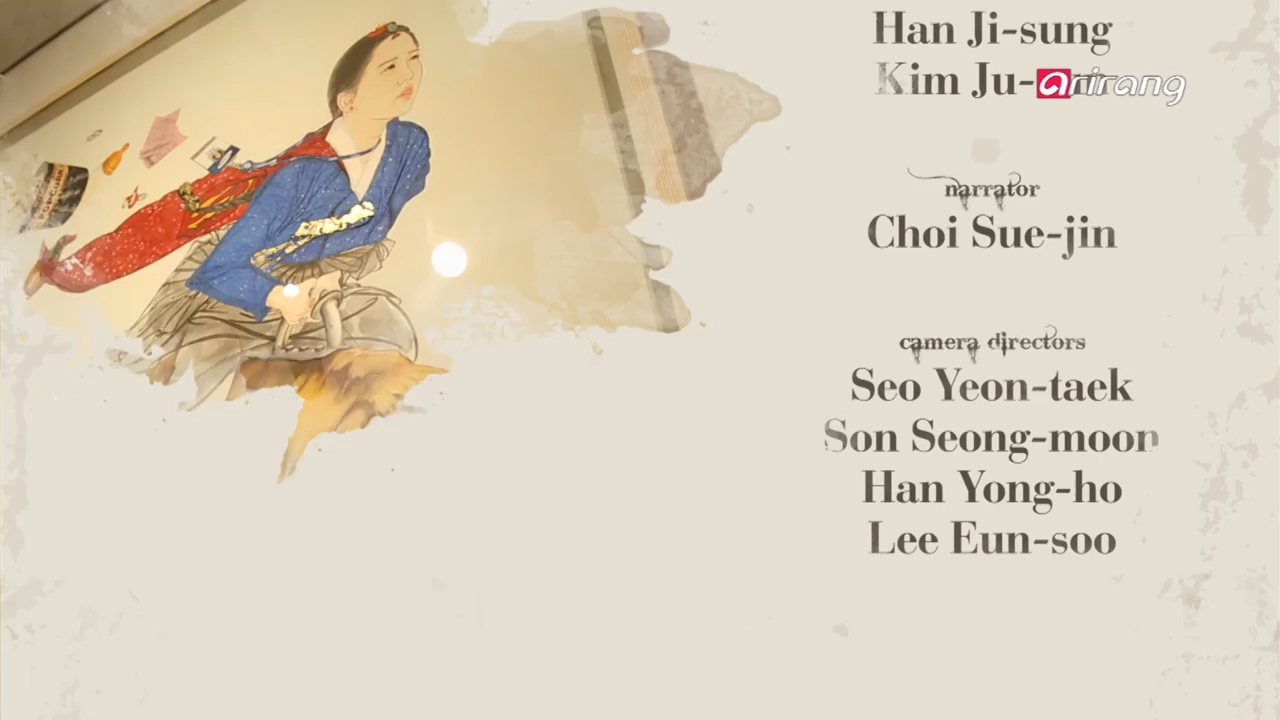 Han Ji-sung
Kim Ju-
arirang
narrator
Choi Sue-jin
camera directors
Seo Yeon-taek
Son Seong-moon
Han Yong-ho
Lee Eun-soo